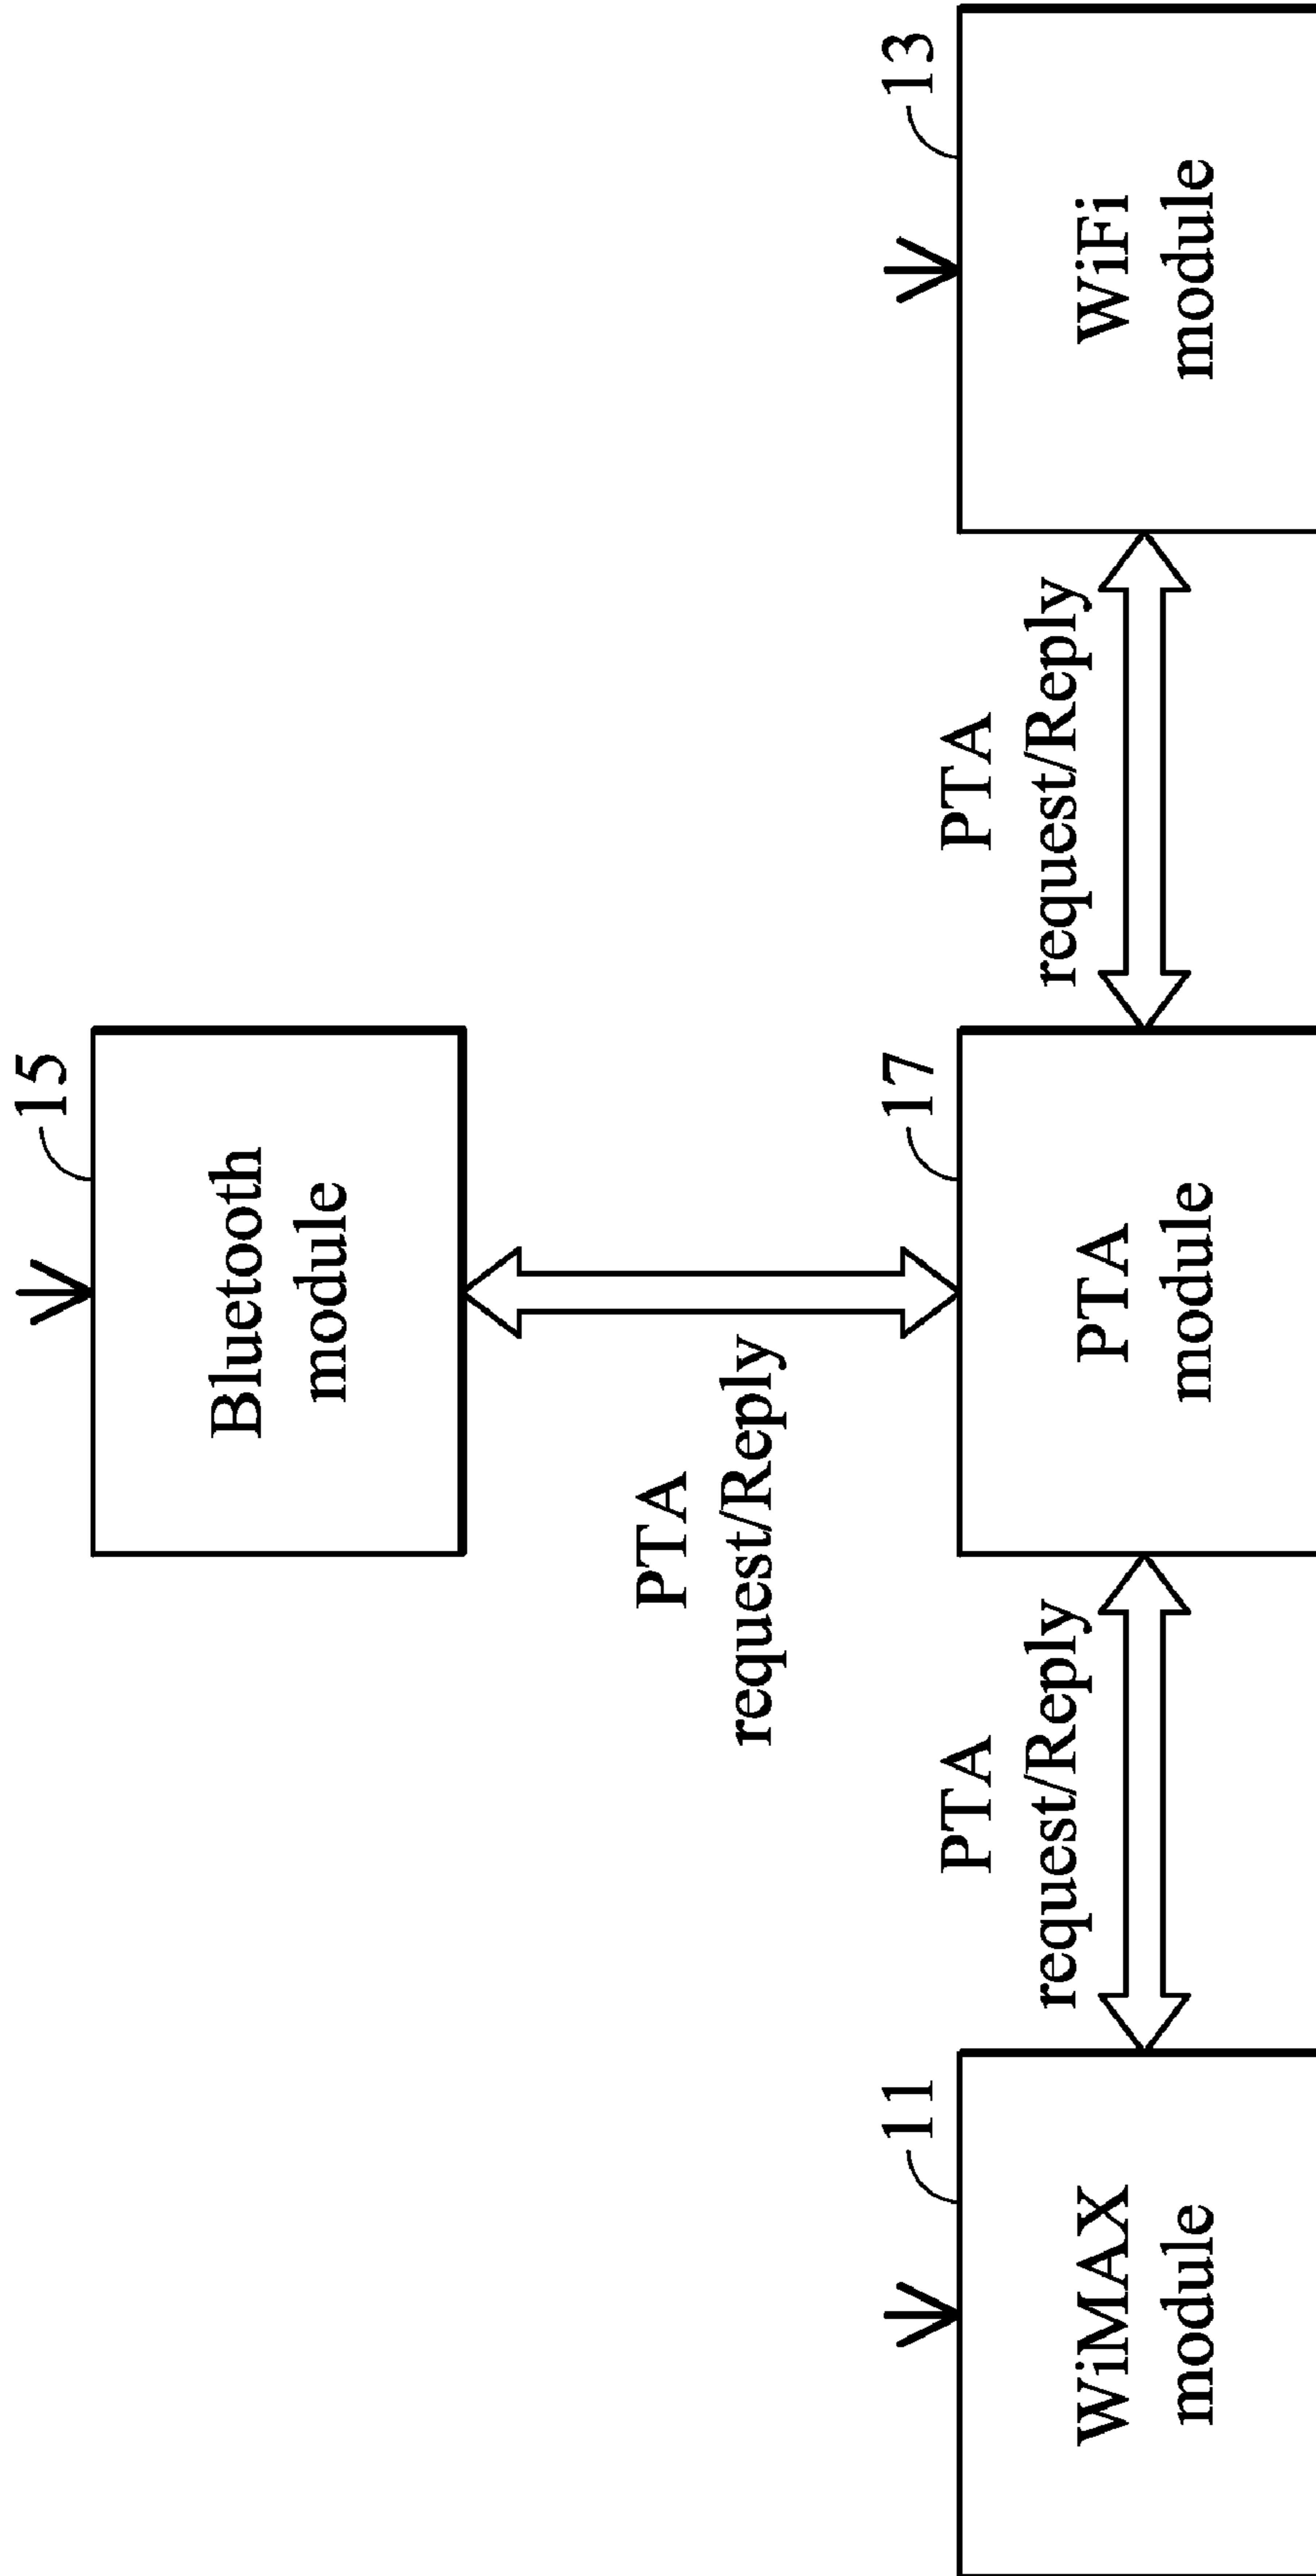 15
Bluetooth
module
PTA
request/Reply
11
WiMAX
module
PTA
request/Reply
17
PTA
module
PTA
request/Reply
13
WiFi
module